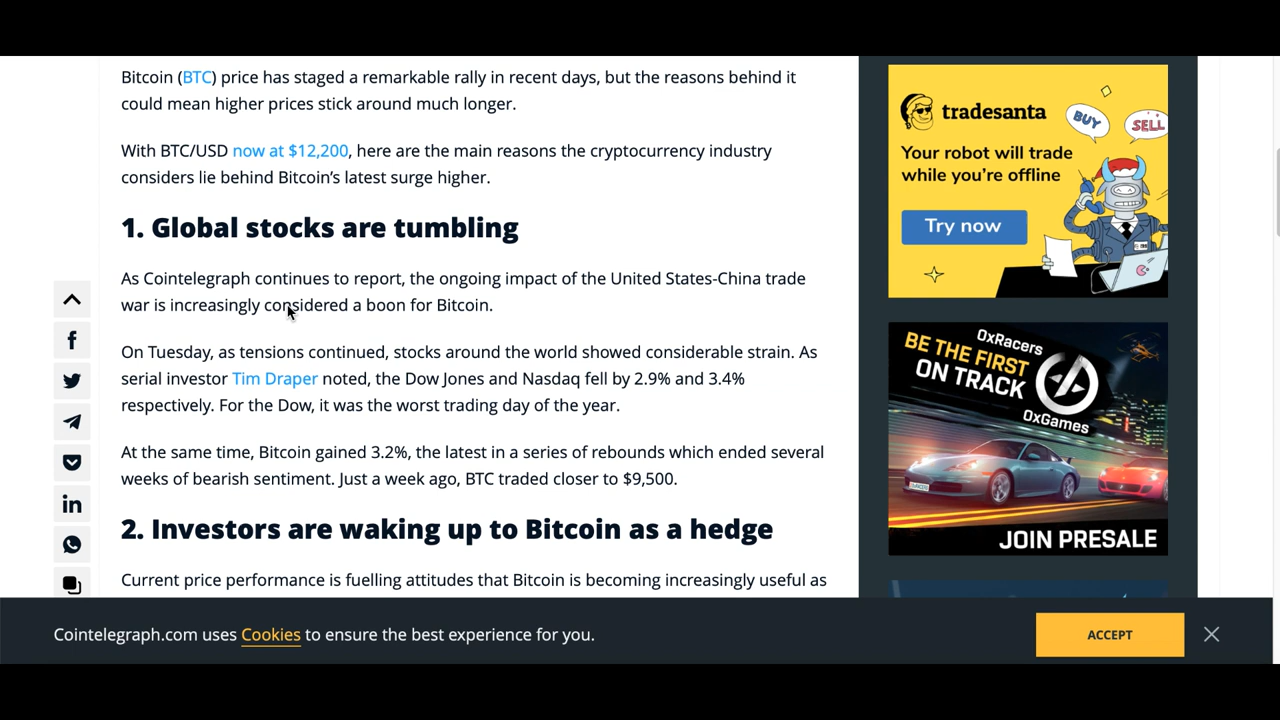 Bitcoin (BTC) price has staged a remarkable rally in recent days, but the reasons behind it
could mean higher prices stick around much longer.
With BTC/USD now at $12,200, here are the main reasons the cryptocurrency industry
considers lie behind Bitcoin's latest surge higher.
1. Global stocks are tumbling
As Cointelegraph continues to report, the ongoing impact of the United States-China trade
war is increasingly considered a boon for Bitcoin.
On Tuesday, as tensions continued, stocks around the world showed considerable strain. As
serial investor Tim Draper noted, the Dow Jones and Nasdaq fell by 2.9% and 3.4%
respectively. For the Dow, it was the worst trading day of the year.
At the same time, Bitcoin gained 3.2%, the latest in a series of rebounds which ended several
weeks of bearish sentiment. Just a week ago, BTC traded closer to $9,500.
2. Investors are waking up to Bitcoin as a hedge
Current price performance is fuelling attitudes that Bitcoin is becoming increasingly useful as
tradesanta
BUY
SELL
Your robot will trade
while you're offline
Try now
0xRacers
BE THE FIRST
ON TRACK
0xGames
JOIN PRESALE
Cointelegraph.com uses Cookies to ensure the best experience for you.
ACCEPT